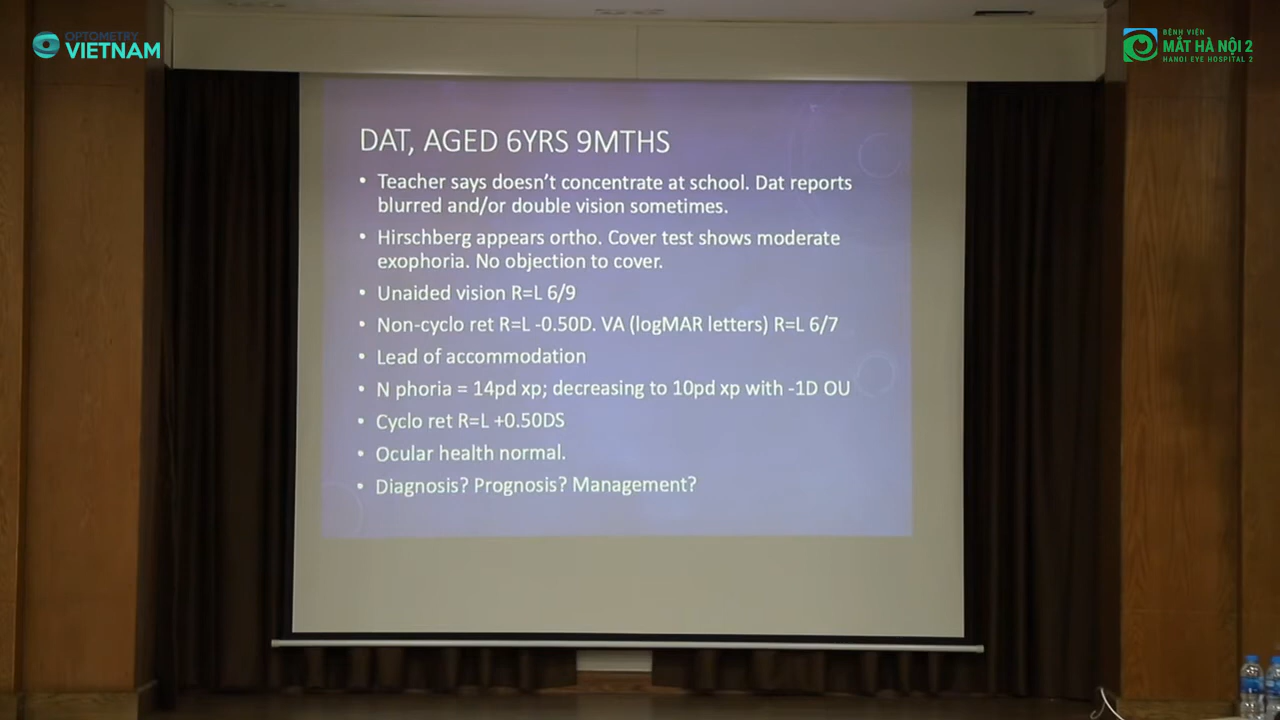 OPTOMETRY
VIETNAM
BỆNH VIỆN
MẮT HÀ NỘI 2
HANOI EYE HOSPITAL 2
DAT, AGED 6YRS 9MTHS
• Teacher says doesn't concentrate at school. Dat reports
blurred and/or double vision sometimes.
• Hirschberg appears ortho. Cover test shows moderate
exophoria. No objection to cover.
• Unaided vision R=L 6/9
• Non-cyclo ret R=L -0.50D. VA (logMAR letters) R=L 6/7
• Lead of accommodation
• N phoria = 14pd xp; decreasing to 10pd xp with -1D OU
• Cyclo ret R=L +0.50DS
• Ocular health normal.
• Diagnosis? Prognosis? Management?